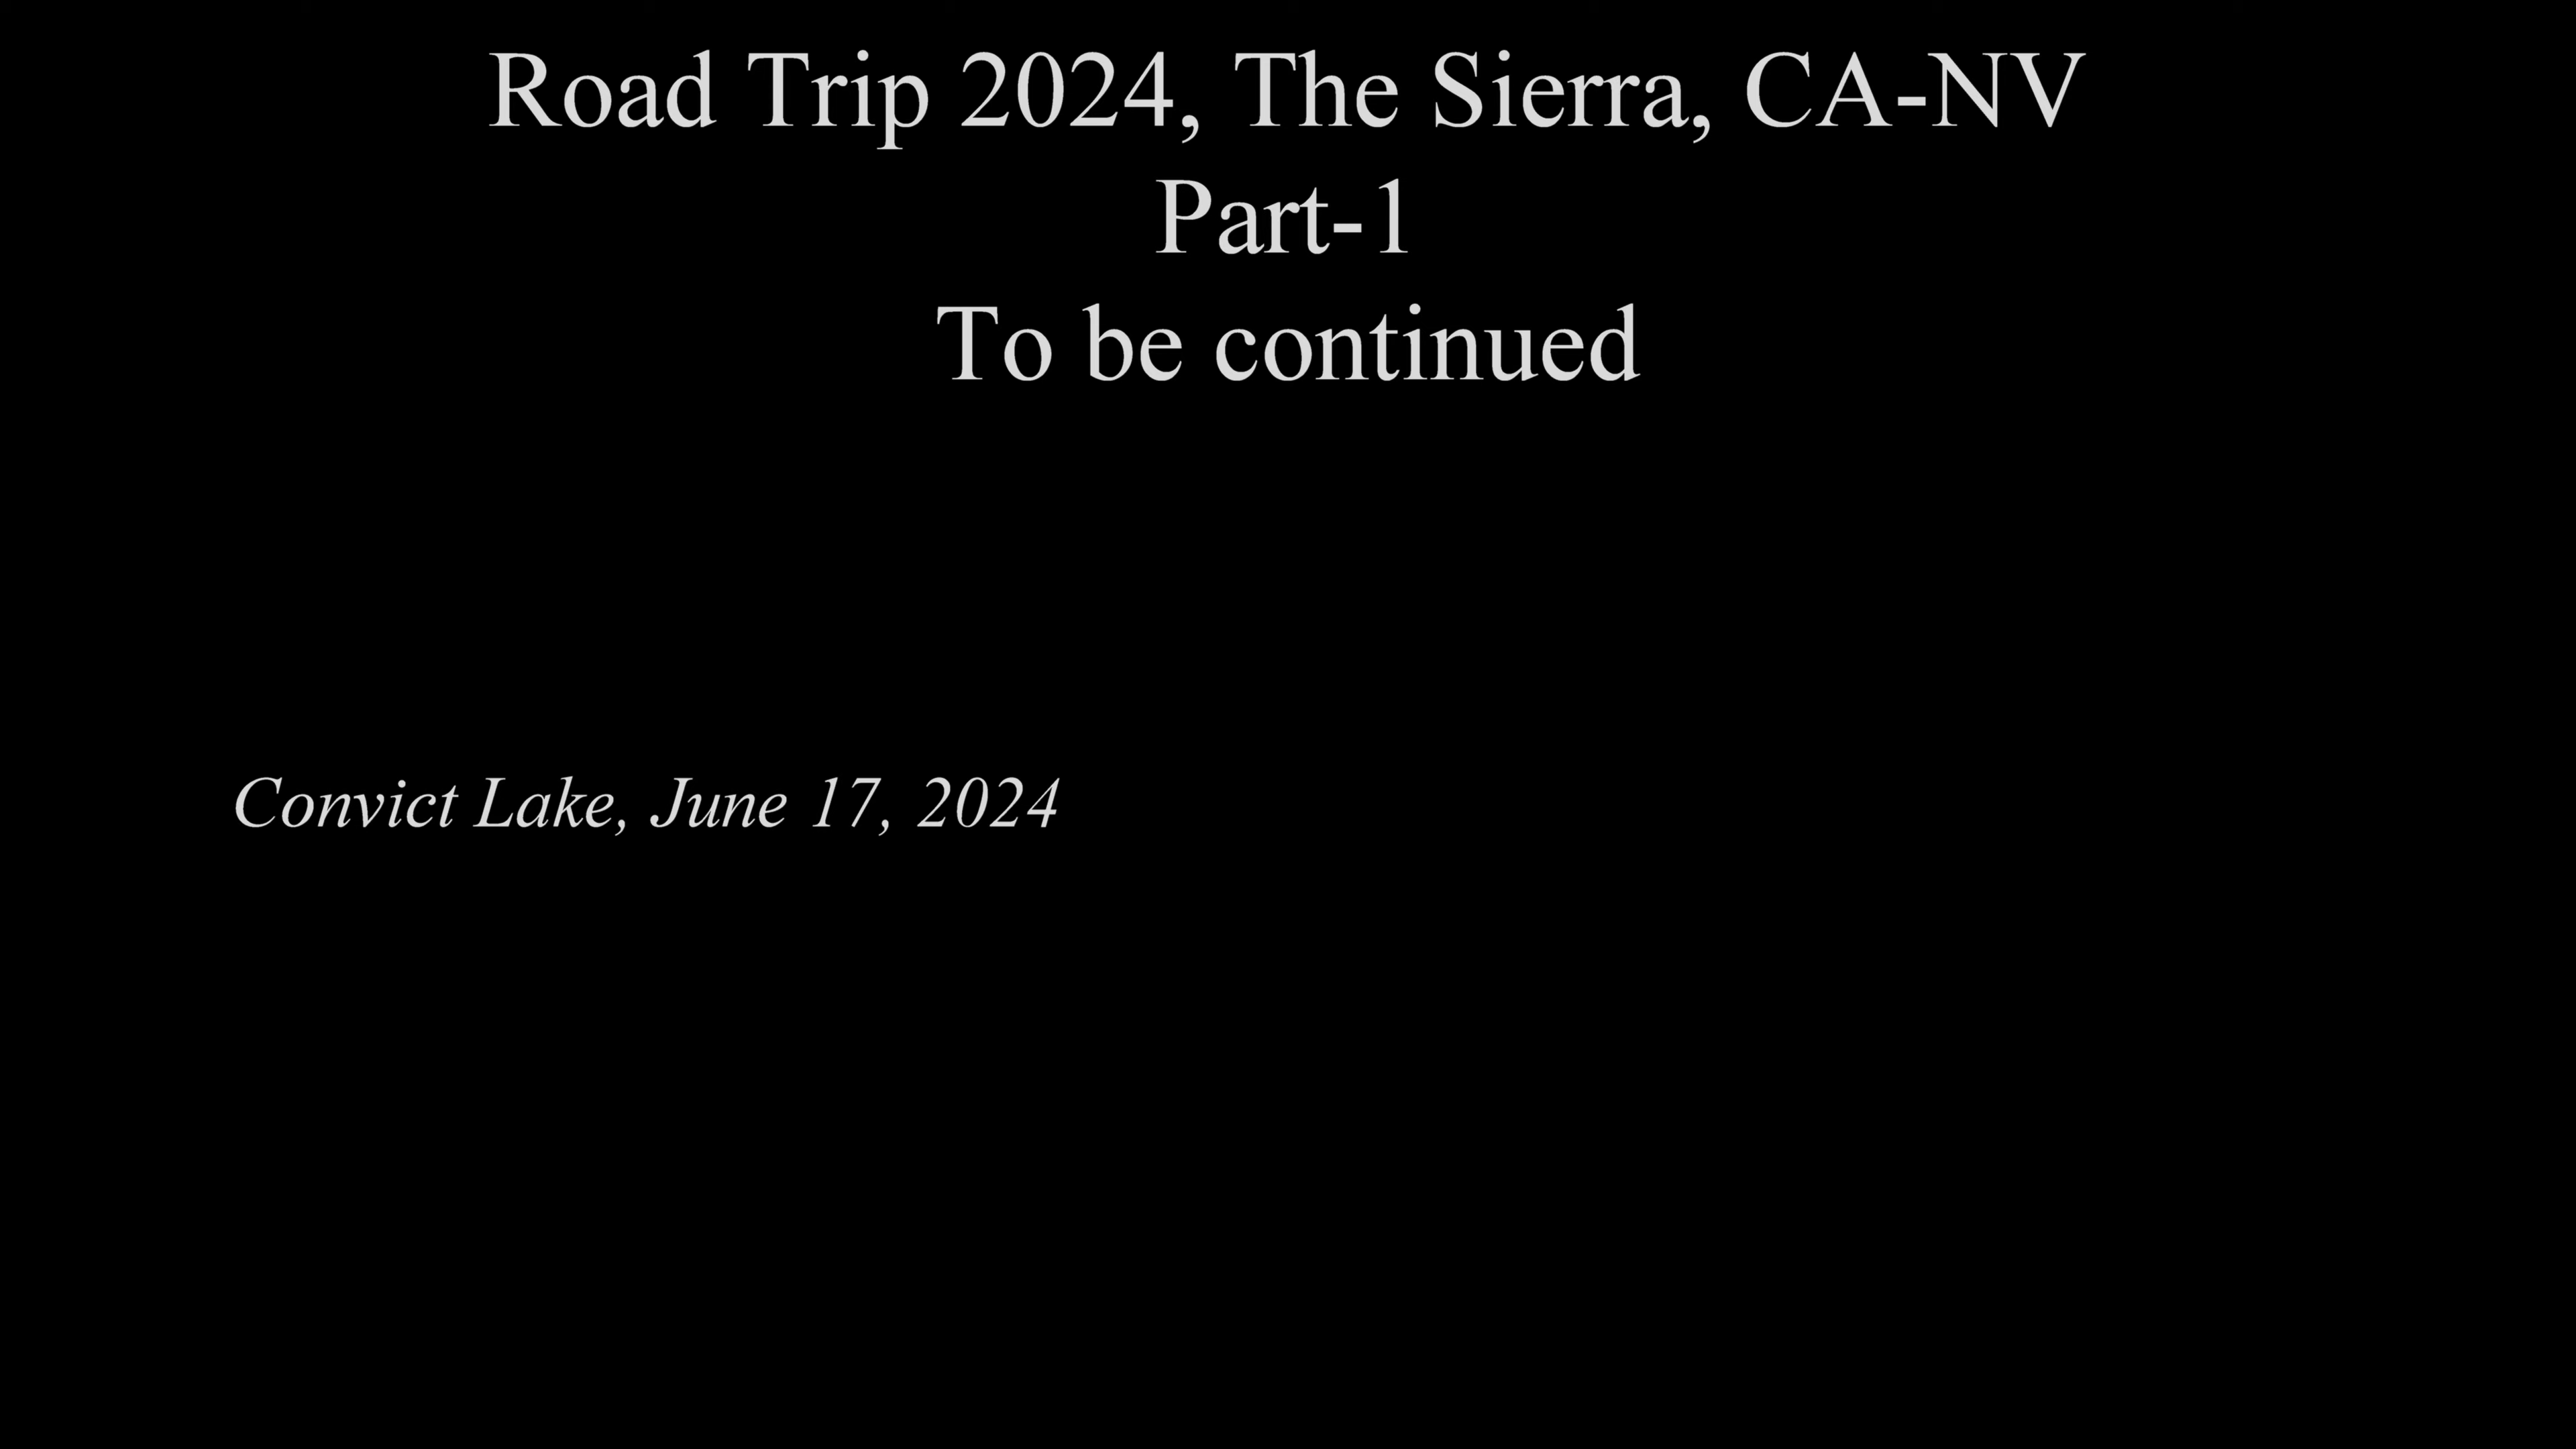 Road Trip 2024, The Sierra, CA-NV
Part-1
To be continued
Convict Lake, June 17, 2024